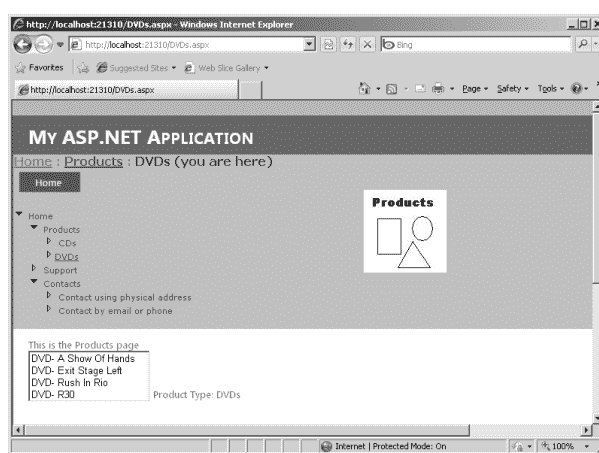 http://localhost:21310/DVDs.aspx - Windows Internet Explorer
http://localhost:21310/DVDs.aspx
Bing
Favorites Suggested Sites Web Slice Gallery
http://localhost:21310/DVDs.aspx
Page Safety Tools
MY ASP.NET APPLICATION
Home : Products : DVDs (you are here)
Home
Products
Home
Products
CDs
DVDs
Support
Contacts
Contact using physical address
Contact by email or phone
This is the Products page
DVD- A Show Of Hands
DVD- Exit Stage Left
DVD- Rush In Rio
DVD- R30
Product Type: DVDs
Internet | Protected Mode: On
100%